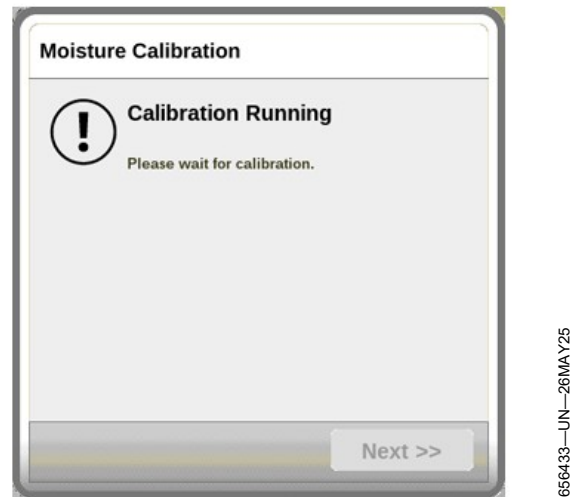 Moisture Calibration
!
Calibration Running
Please wait for calibration.
Next >>
656433—UN—26MAY25